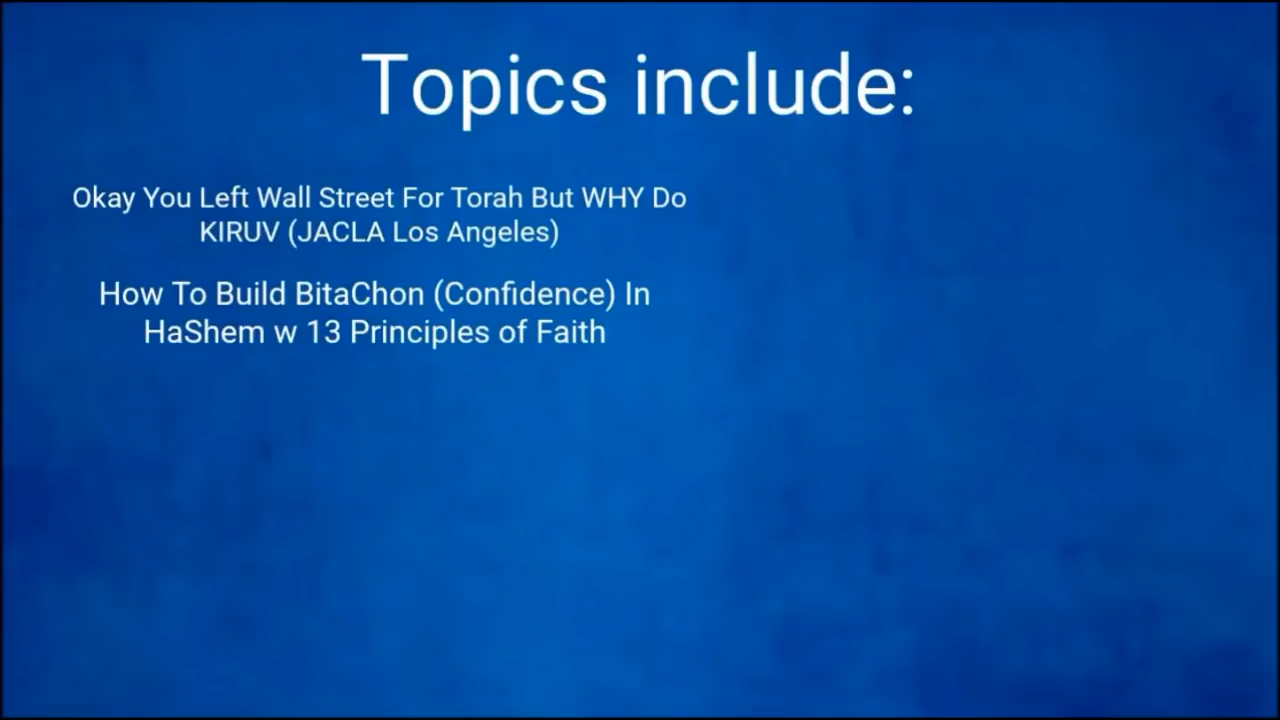 Topics include:
Okay You Left Wall Street For Torah But WHY Do
KIRUV (JACLA Los Angeles)
How To Build BitaChon (Confidence) In
HaShem w 13 Principles of Faith